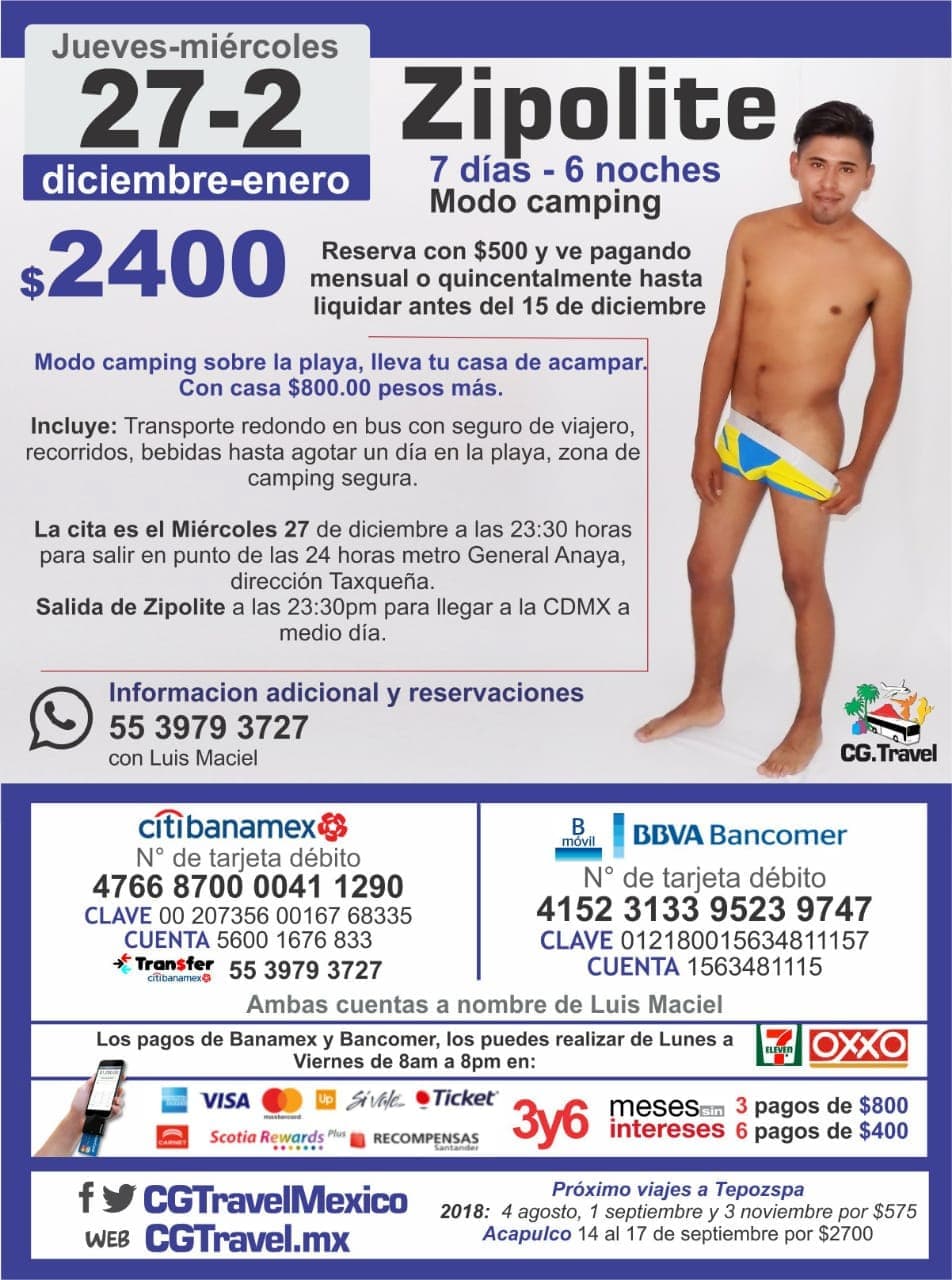 Jueves-miércoles
27-2
diciembre-enero
Zipolite
7 días - 6 noches
Modo camping
$2400
Reserva con $500 y ve pagando
mensual o quincentalmente hasta
liquidar antes del 15 de diciembre
Modo camping sobre la playa, lleva tu casa de acampar.
Con casa $800.00 pesos más.
Incluye: Transporte redondo en bus con seguro de viajero,
recorridos, bebidas hasta agotar un día en la playa, zona de
camping segura.
La cita es el Miércoles 27 de diciembre a las 23:30 horas
para salir en punto de las 24 horas metro General Anaya,
dirección Taxqueña.
Salida de Zipolite a las 23:30pm para llegar a la CDMX a
medio día.
Informacion adicional y reservaciones
55 3979 3727
con Luis Maciel
CG.Travel
citibanamex
N° de tarjeta débito
4766 8700 0041 1290
CLAVE 00 207356 00167 68335
CUENTA 5600 1676 833
Tran$fer
citibanamex
55 3979 3727
B
móvil
BBVA Bancomer
N° de tarjeta débito
4152 3133 9523 9747
CLAVE 012180015634811157
CUENTA 1563481115
Ambas cuentas a nombre de Luis Maciel
Los pagos de Banamex y Bancomer, los puedes realizar de Lunes a
Viernes de 8am a 8pm en:
7
ELEVEN
OXXO
VISA
mastercard
Up
Sí Vale
Ticket
CARNET
Scotia Rewards Plus
RECOMPENSAS
Santander
3y6
meses sin
intereses
3 pagos de $800
6 pagos de $400
CGTravelMexico
WEB CGTravel.mx
Próximo viajes a Tepozspa
2018: 4 agosto, 1 septiembre y 3 noviembre por $575
Acapulco 14 al 17 de septiembre por $2700